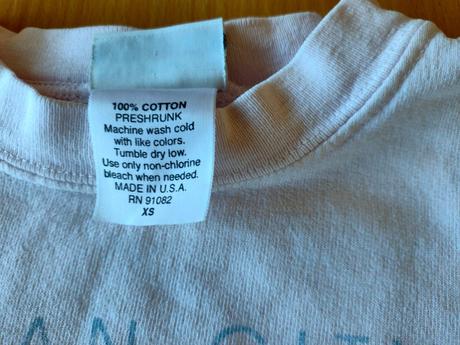 100% COTTON
PRESHRUNK
Machine wash cold
with like colors.
Tumble dry low.
Use only non-chlorine
bleach when needed.
MADE IN U.S.A.
RN 91082
XS